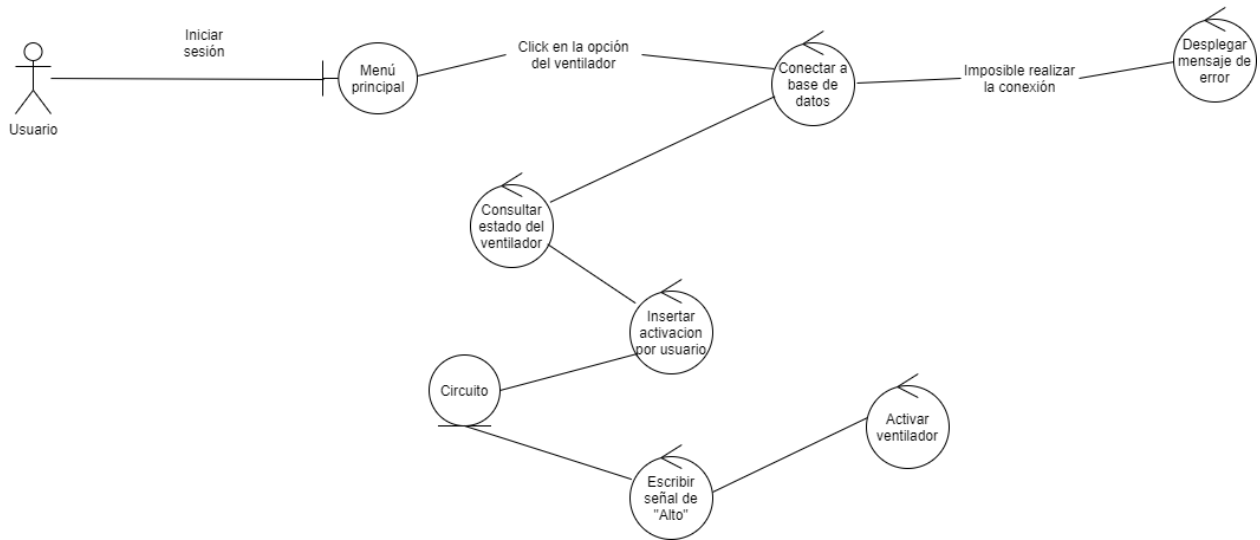 Iniciar
sesión
Usuario
Menú
principal
Click en la opción
del ventilador
Conectar a
base de
datos
Imposible realizar
la conexión
Desplegar
mensaje de
error
Consultar
estado del
ventilador
Insertar
activacion
por usuario
Circuito
Escribir
señal de
"Alto"
Activar
ventilador